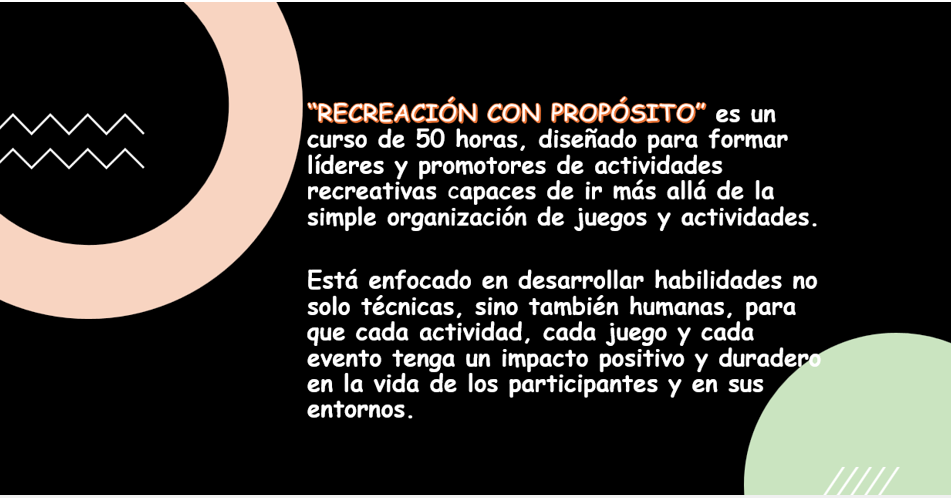 “RECREACIÓN CON PROPÓSITO” es un
curso de 50 horas, diseñado para formar
líderes y promotores de actividades
recreativas capaces de ir más allá de la
simple organización de juegos y actividades.
Está enfocado en desarrollar habilidades no
solo técnicas, sino también humanas, para
que cada actividad, cada juego y cada
evento tenga un impacto positivo y duradero
en la vida de los participantes y en sus
entornos.